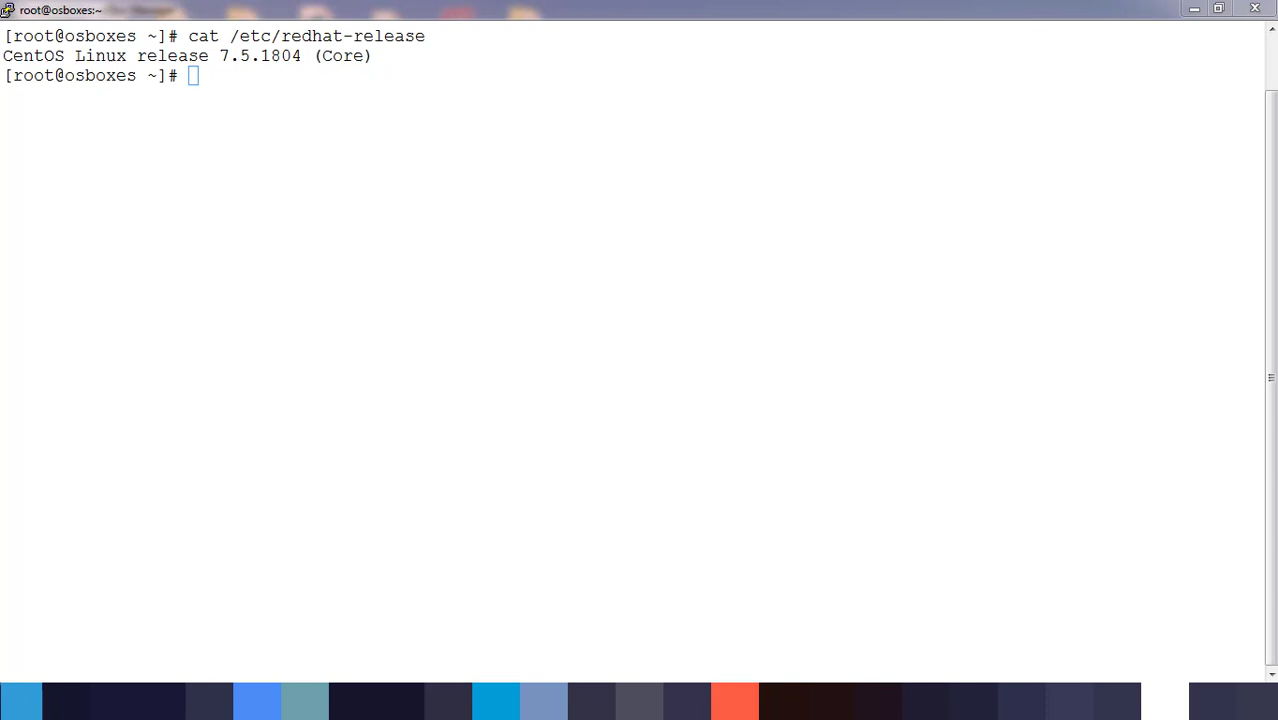 root@osboxes:~
[root@osboxes ~]# cat /etc/redhat-release
CentOS Linux release 7.5.1804 (Core)
[root@osboxes ~]#